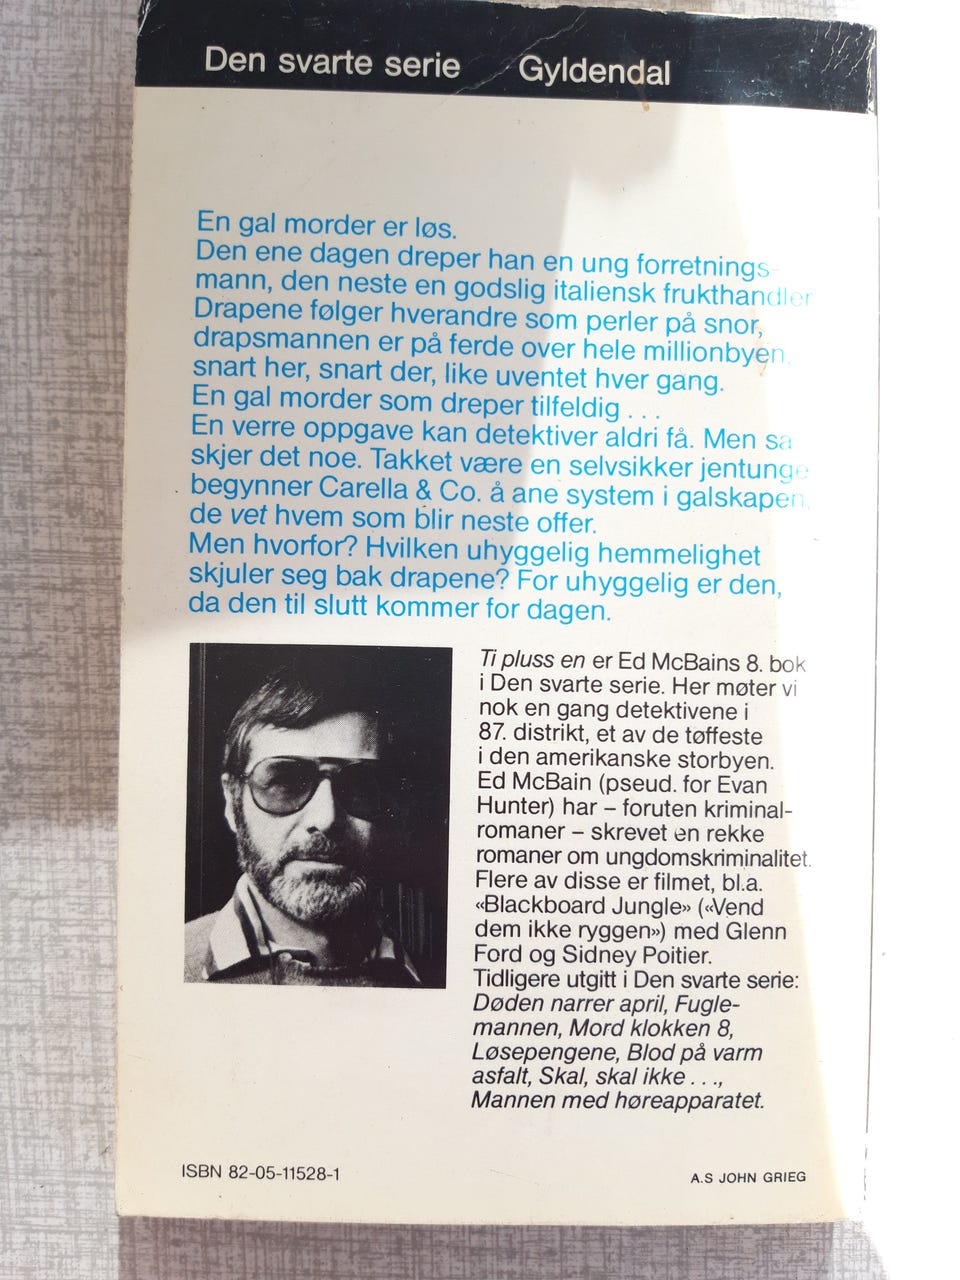 Den svarte serie Gyldendal
En gal morder er løs.
Den ene dagen dreper han en ung forretnings-
mann, den neste en godslig italiensk frukthandler
Drapene følger hverandre som perler på snor,
drapsmannen er på ferde over hele millionbyen,
snart her, snart der, like uventet hver gang.
En gal morder som dreper tilfeldig . . .
En verre oppgave kan detektiver aldri få. Men så
skjer det noe. Takket være en selvsikker jentunge
begynner Carella & Co. å ane system i galskapen,
de vet hvem som blir neste offer.
Men hvorfor? Hvilken uhyggelig hemmelighet
skjuler seg bak drapene? For uhyggelig er den,
da den til slutt kommer for dagen.
Ti pluss en er Ed McBains 8. bok
i Den svarte serie. Her møter vi
nok en gang detektivene i
87. distrikt, et av de tøffeste
i den amerikanske storbyen.
Ed McBain (pseud. for Evan
Hunter) har – foruten kriminal-
romaner – skrevet en rekke
romaner om ungdomskriminalitet.
Flere av disse er filmet, bl.a.
«Blackboard Jungle» («Vend
dem ikke ryggen») med Glenn
Ford og Sidney Poitier.
Tidligere utgitt i Den svarte serie:
Døden narrer april, Fugle-
mannen, Mord klokken 8,
Løsepengene, Blod på varm
asfalt, Skal, skal ikke . . .,
Mannen med høreapparatet.
ISBN 82-05-11528-1
A.S JOHN GRIEG